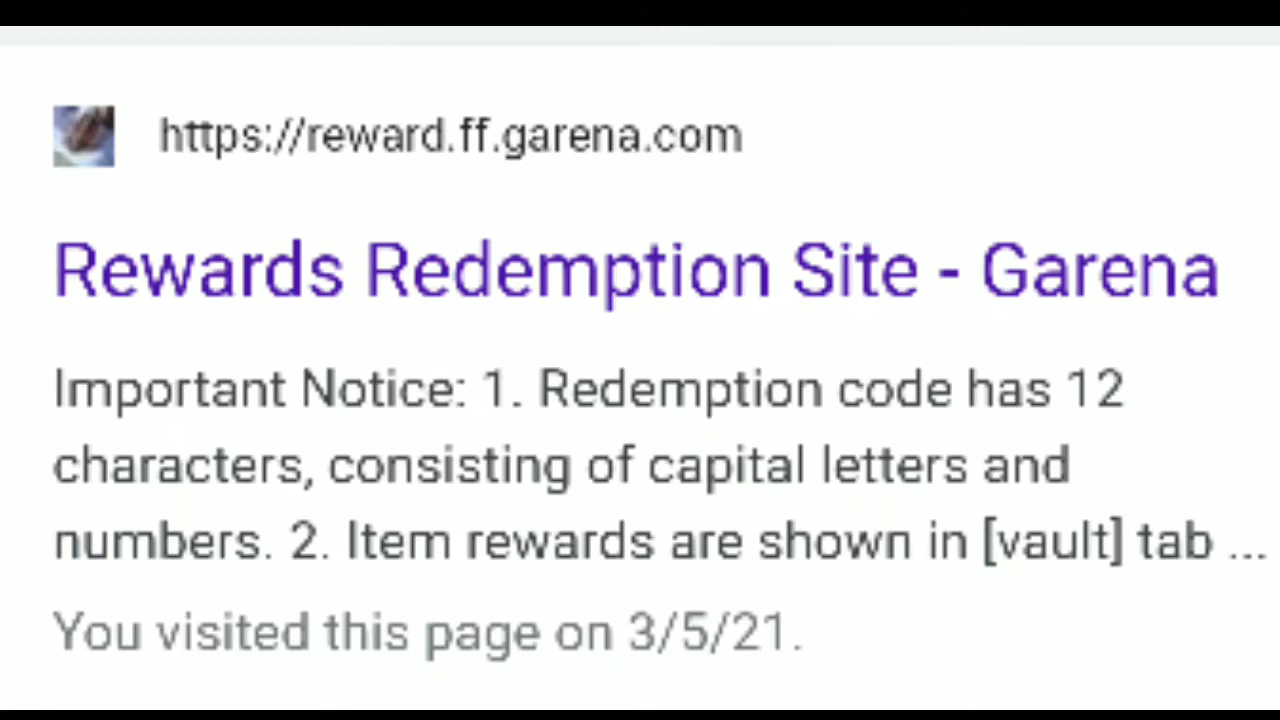 https://reward.ff.garena.com
Rewards Redemption Site - Garena
Important Notice: 1. Redemption code has 12
characters, consisting of capital letters and
numbers. 2. Item rewards are shown in [vault] tab ...
You visited this page on 3/5/21.